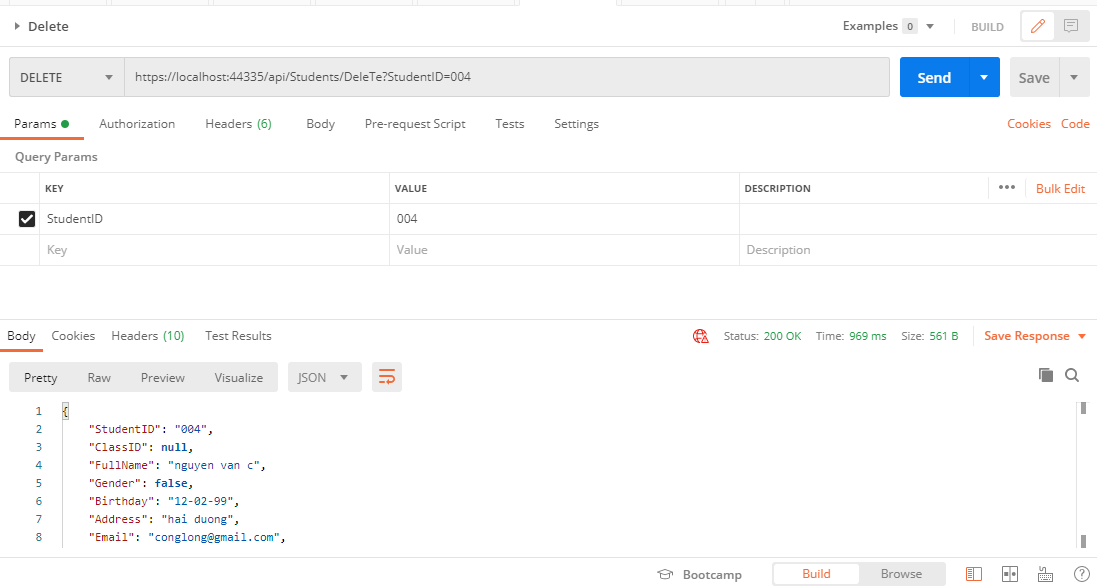 Delete Examples 0 BUILD
DELETE https://localhost:44335/api/Students/DeleTe?StudentID=004 Send Save
Params Authorization Headers (6) Body Pre-request Script Tests Settings Cookies Code
Query Params
KEY VALUE DESCRIPTION ••• Bulk Edit
StudentID 004
Key Value Description
Body Cookies Headers (10) Test Results Status: 200 OK Time: 969 ms Size: 561 B Save Response
Pretty Raw Preview Visualize JSON
1 {
2 "StudentID": "004",
3 "ClassID": null,
4 "FullName": "nguyen van c",
5 "Gender": false,
6 "Birthday": "12-02-99",
7 "Address": "hai duong",
8 "Email": "conglong@gmail.com",
Bootcamp Build Browse